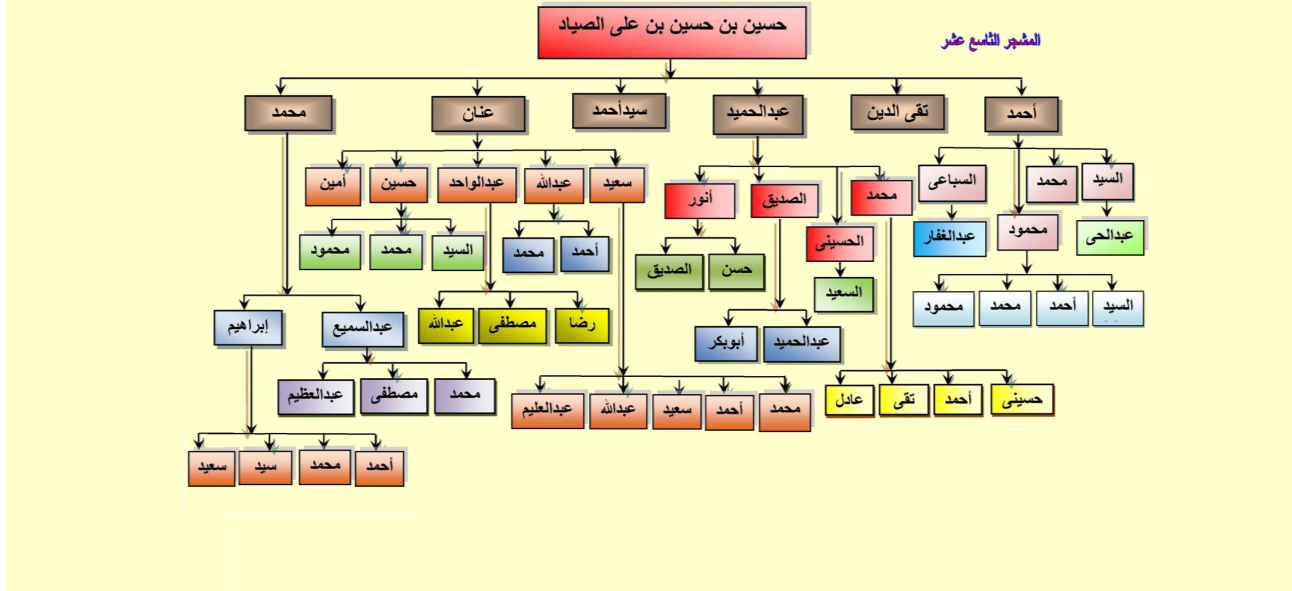 حسين بن حسين بن على الصياد
المشجر التاسع عشر
أحمد
تقى الدين
عبدالحميد
سيدأحمد
عنان
محمد
السيد
محمد
محمود
السباعى
عبدالحى
عبدالغفار
السيد
أحمد
محمد
محمود
محمد
الحسينى
الصديق
أنور
السعيد
حسن
الصديق
عبدالحميد
أبوبكر
حسينى
أحمد
تقى
عادل
سعيد
عبدالله
عبدالواحد
حسين
أمين
أحمد
محمد
السيد
محمد
محمود
رضا
مصطفى
عبدالله
محمد
أحمد
سعيد
عبدالله
عبدالعليم
عبدالسميع
إبراهيم
محمد
مصطفى
عبدالعظيم
أحمد
محمد
سيد
سعيد